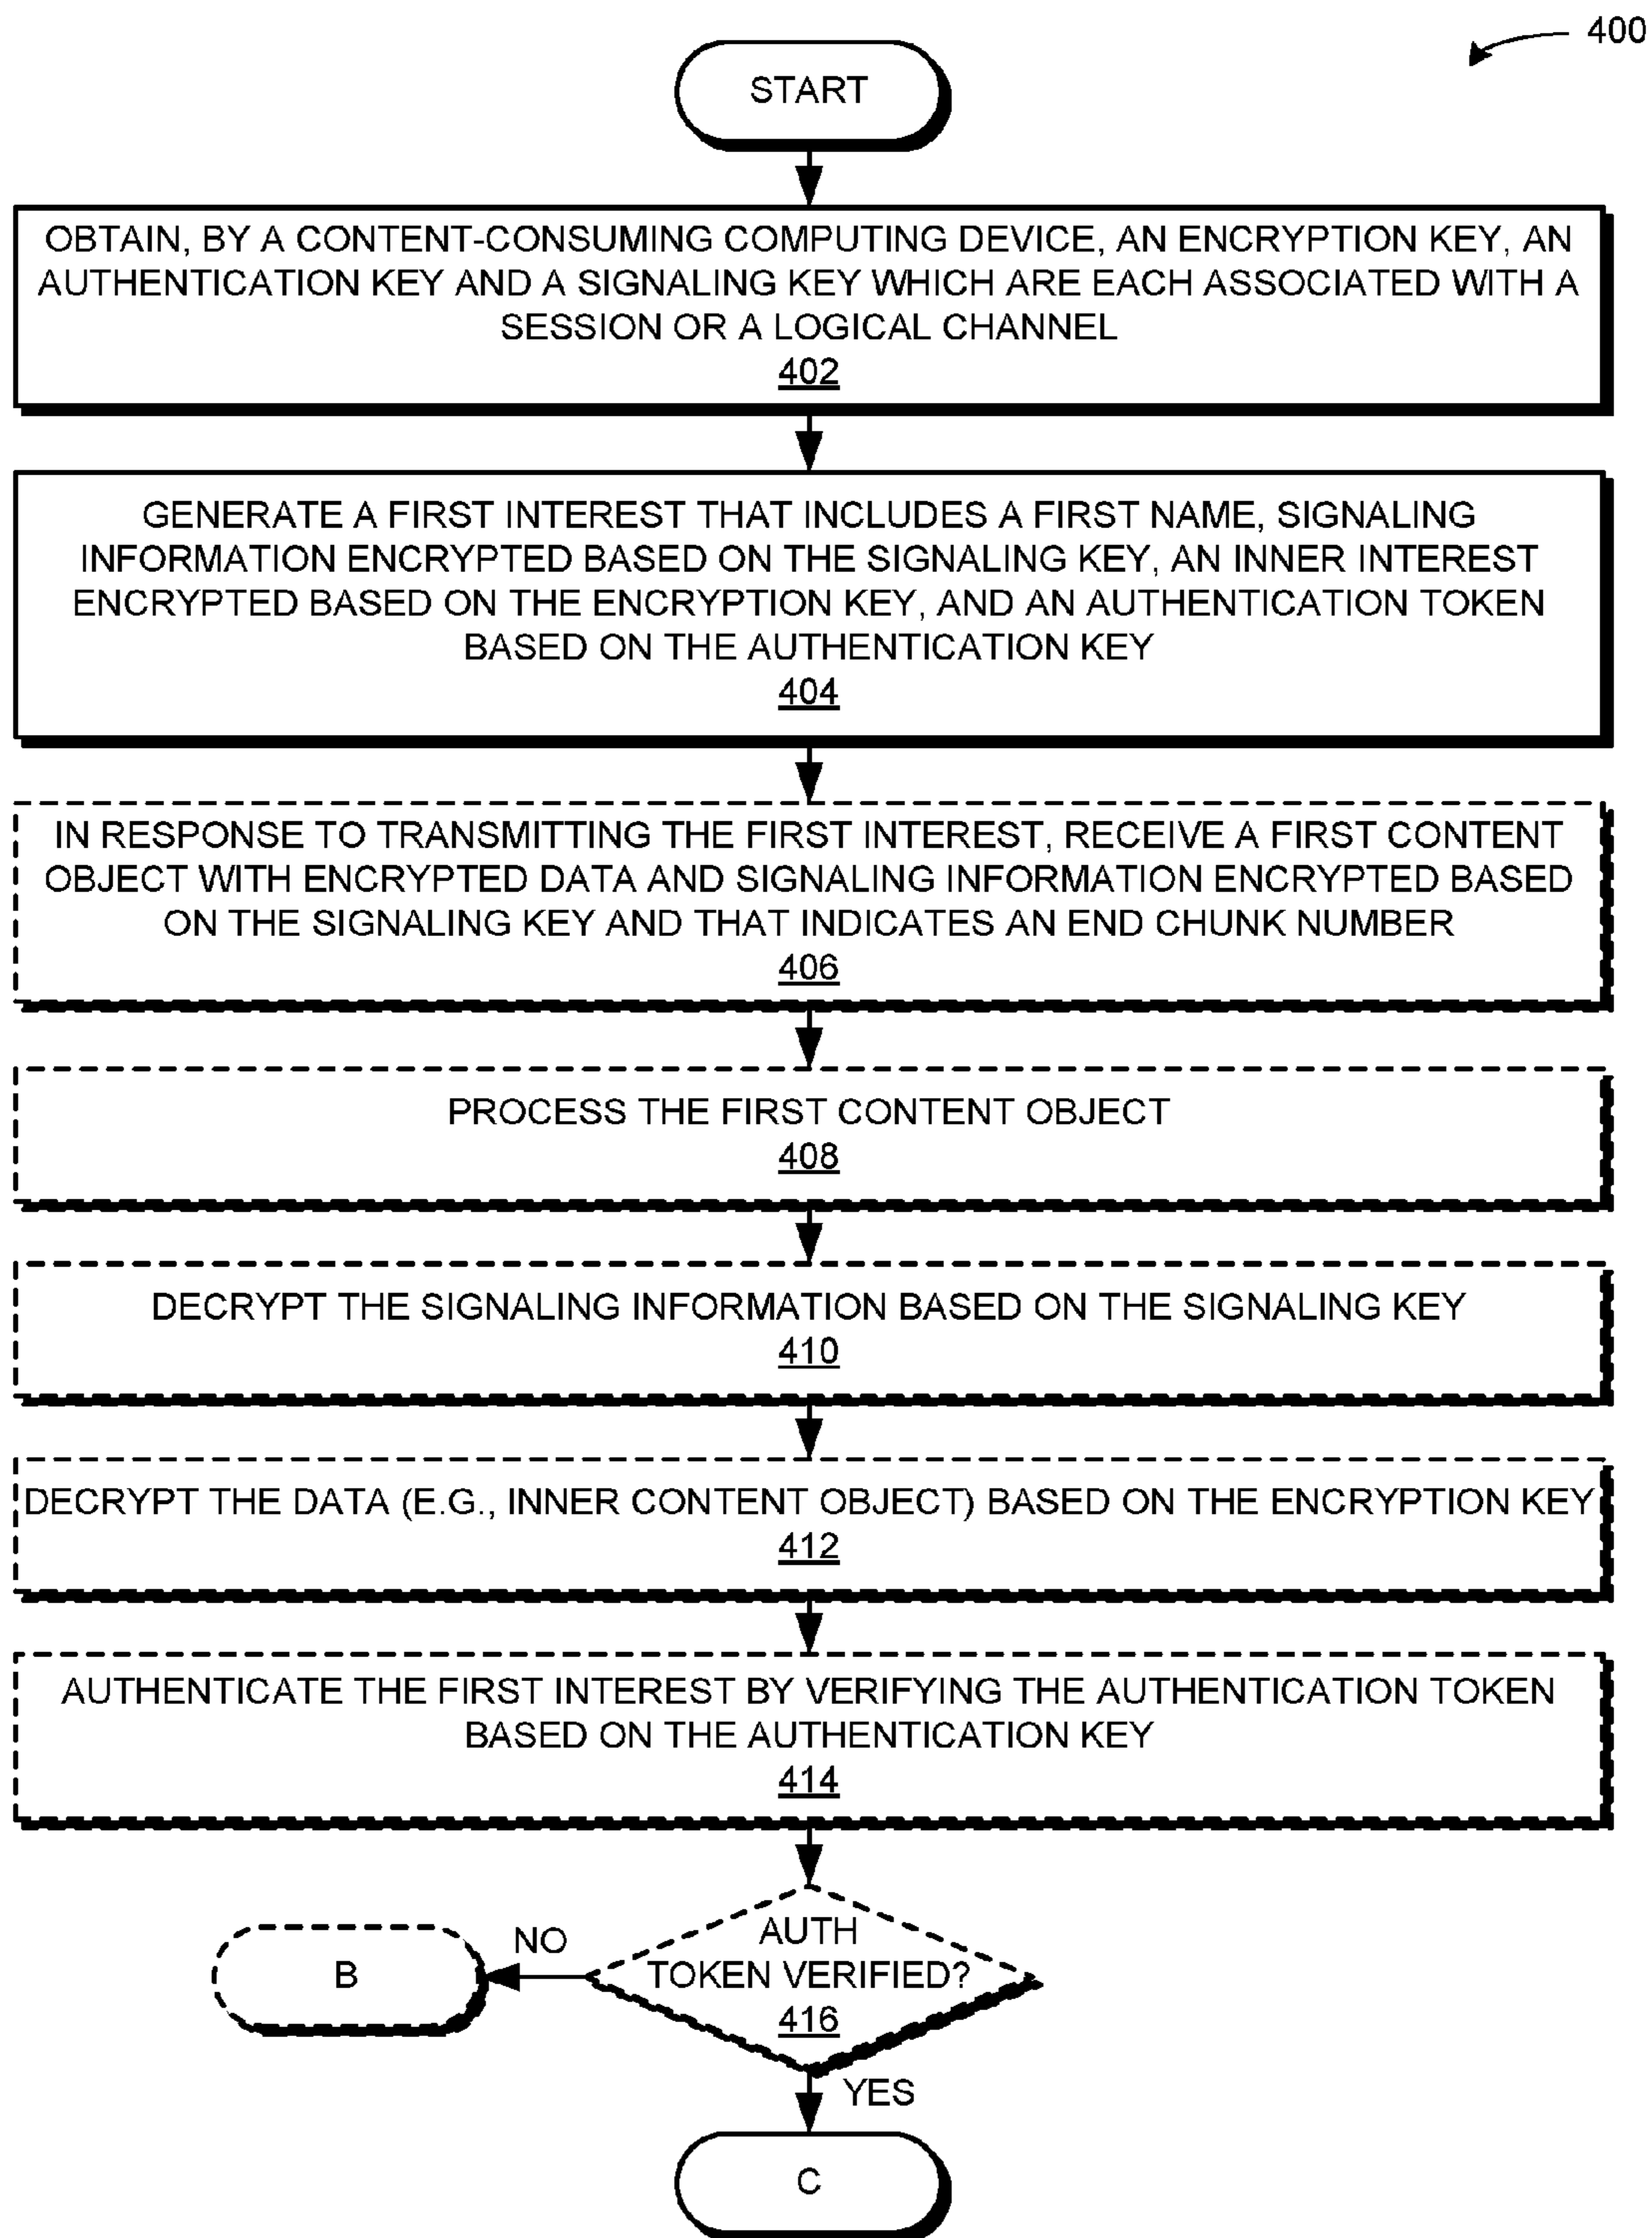 400
START
OBTAIN, BY A CONTENT-CONSUMING COMPUTING DEVICE, AN ENCRYPTION KEY, AN
AUTHENTICATION KEY AND A SIGNALING KEY WHICH ARE EACH ASSOCIATED WITH A
SESSION OR A LOGICAL CHANNEL
402
GENERATE A FIRST INTEREST THAT INCLUDES A FIRST NAME, SIGNALING
INFORMATION ENCRYPTED BASED ON THE SIGNALING KEY, AN INNER INTEREST
ENCRYPTED BASED ON THE ENCRYPTION KEY, AND AN AUTHENTICATION TOKEN
BASED ON THE AUTHENTICATION KEY
404
IN RESPONSE TO TRANSMITTING THE FIRST INTEREST, RECEIVE A FIRST CONTENT
OBJECT WITH ENCRYPTED DATA AND SIGNALING INFORMATION ENCRYPTED BASED
ON THE SIGNALING KEY AND THAT INDICATES AN END CHUNK NUMBER
406
PROCESS THE FIRST CONTENT OBJECT
408
DECRYPT THE SIGNALING INFORMATION BASED ON THE SIGNALING KEY
410
DECRYPT THE DATA (E.G., INNER CONTENT OBJECT) BASED ON THE ENCRYPTION KEY
412
AUTHENTICATE THE FIRST INTEREST BY VERIFYING THE AUTHENTICATION TOKEN
BASED ON THE AUTHENTICATION KEY
414
AUTH
TOKEN VERIFIED?
416
NO
B
YES
C